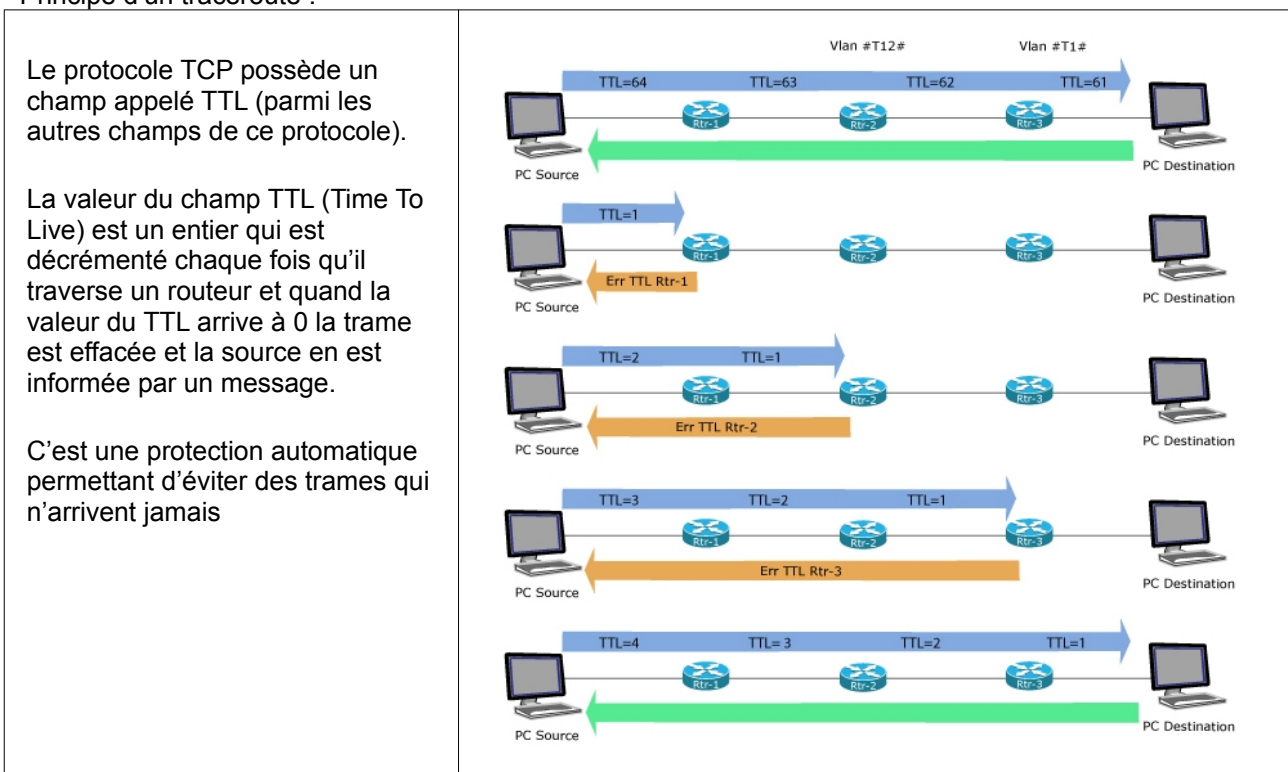 Principe d'un traceroute :
Le protocole TCP possède un
champ appelé TTL (parmi les
autres champs de ce protocole).
La valeur du champ TTL (Time To
Live) est un entier qui est
décrémenté chaque fois qu'il
traverse un routeur et quand la
valeur du TTL arrive à 0 la trame
est effacée et la source en est
informée par un message.
C'est une protection automatique
permettant d'éviter des trames qui
n'arrivent jamais
Vlan #T12# Vlan #T1#
TTL=64 TTL=63 TTL=62 TTL=61
Rtr-1 Rtr-2 Rtr-3
PC Source PC Destination
TTL=1
Rtr-1 Rtr-2 Rtr-3
Err TTL Rtr-1
PC Source PC Destination
TTL=2 TTL=1
Rtr-1 Rtr-2 Rtr-3
Err TTL Rtr-2
PC Source PC Destination
TTL=3 TTL=2 TTL=1
Rtr-1 Rtr-2 Rtr-3
Err TTL Rtr-3
PC Source PC Destination
TTL=4 TTL= 3 TTL=2 TTL=1
Rtr-1 Rtr-2 Rtr-3
PC Source PC Destination